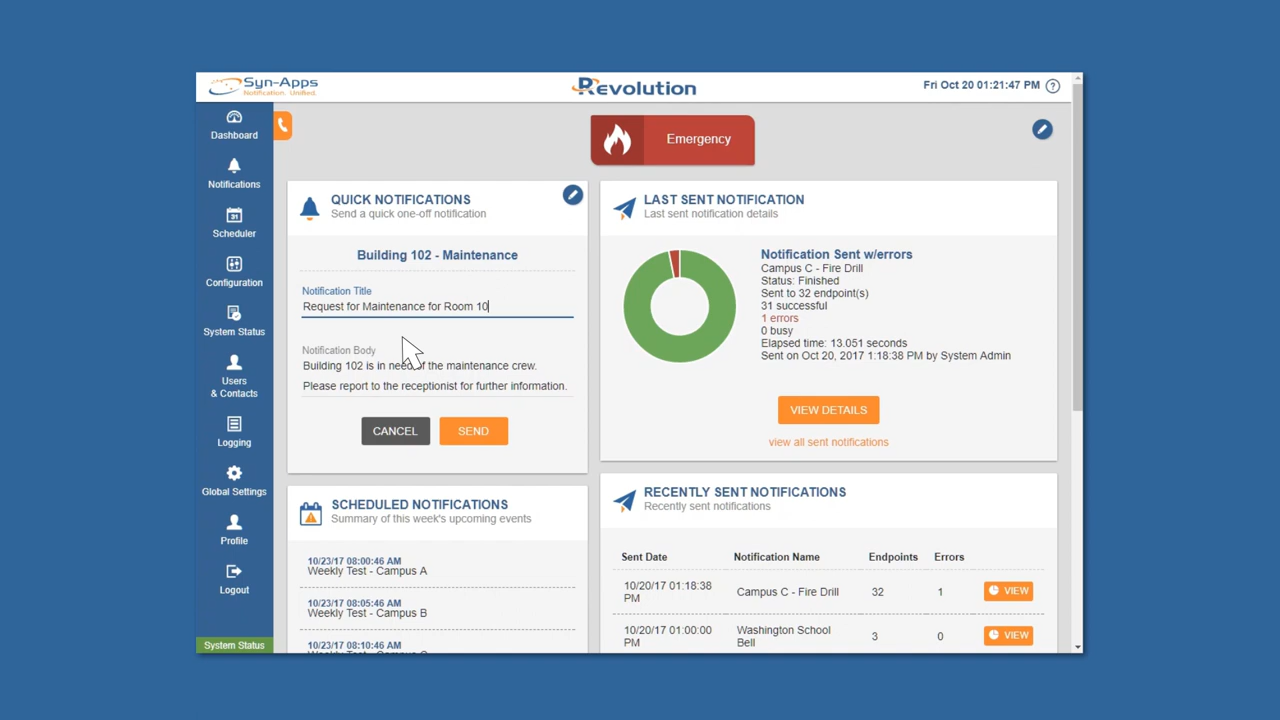 Syn-Apps
Notification. Unified.
Revolution
Fri Oct 20 01:21:47 PM
?
Dashboard
Notifications
31
Scheduler
Configuration
System Status
Users
& Contacts
Logging
Global Settings
Profile
Logout
System Status
Emergency
QUICK NOTIFICATIONS
Send a quick one-off notification
Building 102 - Maintenance
Notification Title
Request for Maintenance for Room 10
Notification Body
Building 102 is in need of the maintenance crew.
Please report to the receptionist for further information.
CANCEL
SEND
LAST SENT NOTIFICATION
Last sent notification details
Notification Sent w/errors
Campus C - Fire Drill
Status: Finished
Sent to 32 endpoint(s)
31 successful
1 errors
0 busy
Elapsed time: 13.051 seconds
Sent on Oct 20, 2017 1:18:38 PM by System Admin
VIEW DETAILS
view all sent notifications
SCHEDULED NOTIFICATIONS
Summary of this week's upcoming events
10/23/17 08:00:46 AM
Weekly Test - Campus A
10/23/17 08:05:46 AM
Weekly Test - Campus B
10/23/17 08:10:46 AM
Weekly Test - Campus C
RECENTLY SENT NOTIFICATIONS
Recently sent notifications
Sent Date Notification Name Endpoints Errors
10/20/17 01:18:38
PM
Campus C - Fire Drill 32 1 VIEW
10/20/17 01:00:00
PM
Washington School
Bell
3 0 VIEW